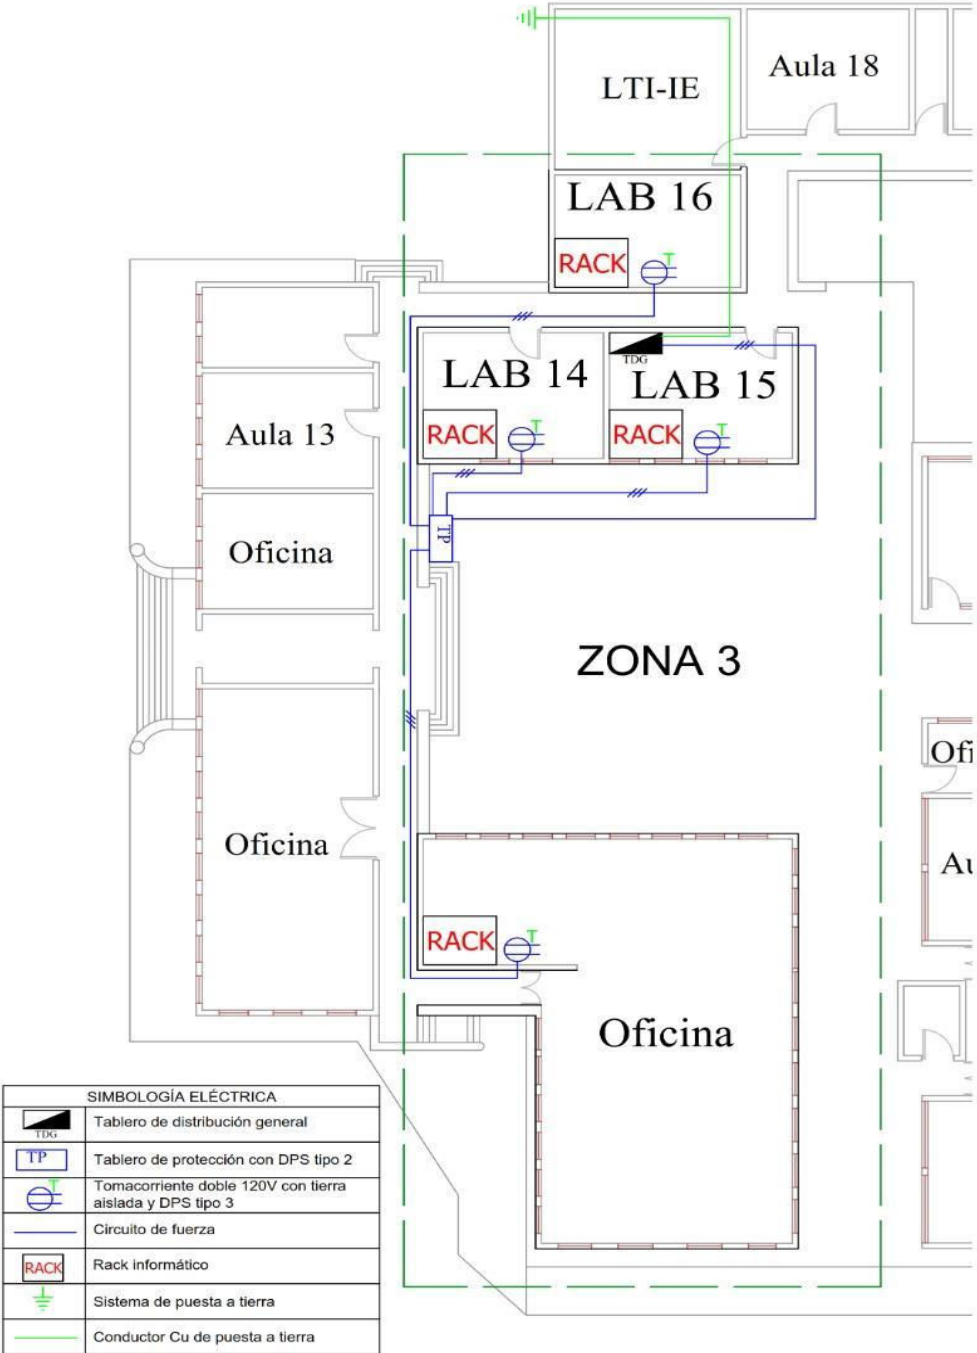 LTI-IE
Aula 18
LAB 16
RACK
T
TDG
LAB 14
LAB 15
RACK
T
RACK
T
Aula 13
Oficina
TP
ZONA 3
Oficina
Ofi
Au
RACK
T
Oficina
SIMBOLOGÍA ELÉCTRICA
TDG
Tablero de distribución general
TP
Tablero de protección con DPS tipo 2
T
Tomacorriente doble 120V con tierra
aislada y DPS tipo 3
Circuito de fuerza
RACK
Rack informático
Sistema de puesta a tierra
Conductor Cu de puesta a tierra